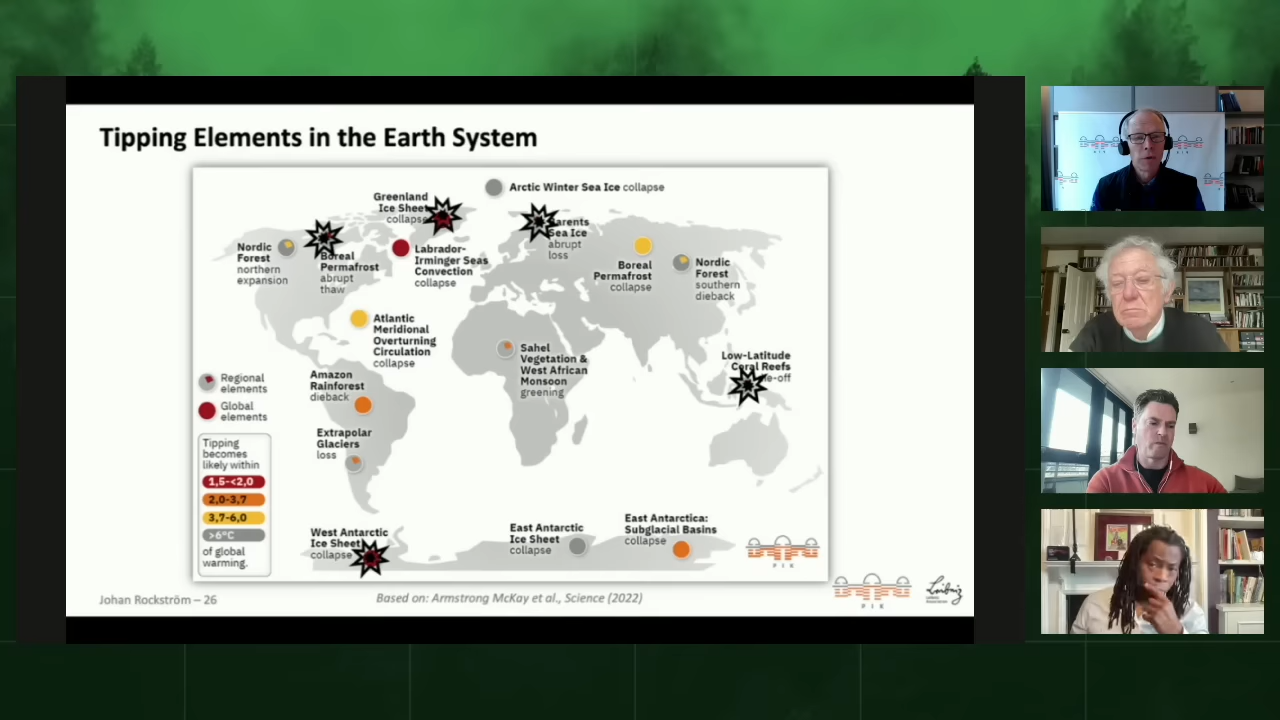 Tipping Elements in the Earth System
Arctic Winter Sea Ice collapse
Greenland
Ice Sheet
collapse
Barents
Sea Ice
abrupt
loss
Nordic
Forest
northern
expansion
Boreal
Permafrost
abrupt
thaw
Labrador-
Irminger Seas
Convection
collapse
Boreal
Permafrost
collapse
Nordic
Forest
southern
dieback
Atlantic
Meridional
Overturning
Circulation
collapse
Sahel
Vegetation &
West African
Monsoon
greening
Low-Latitude
Coral Reefs
Amazon
Rainforest
dieback
Extrapolar
Glaciers
loss
Regional
elements
Global
elements
Tipping
becomes
likely within
1,5-<2,0
2,0-3,7
3,7-6,0
>6°C
of global
warming.
West Antarctic
Ice Sheet
collapse
East Antarctic
Ice Sheet
collapse
East Antarctica:
Subglacial Basins
collapse
PIK
Johan Rockström – 26
Based on: Armstrong McKay et al., Science (2022)
PIK
Leibniz